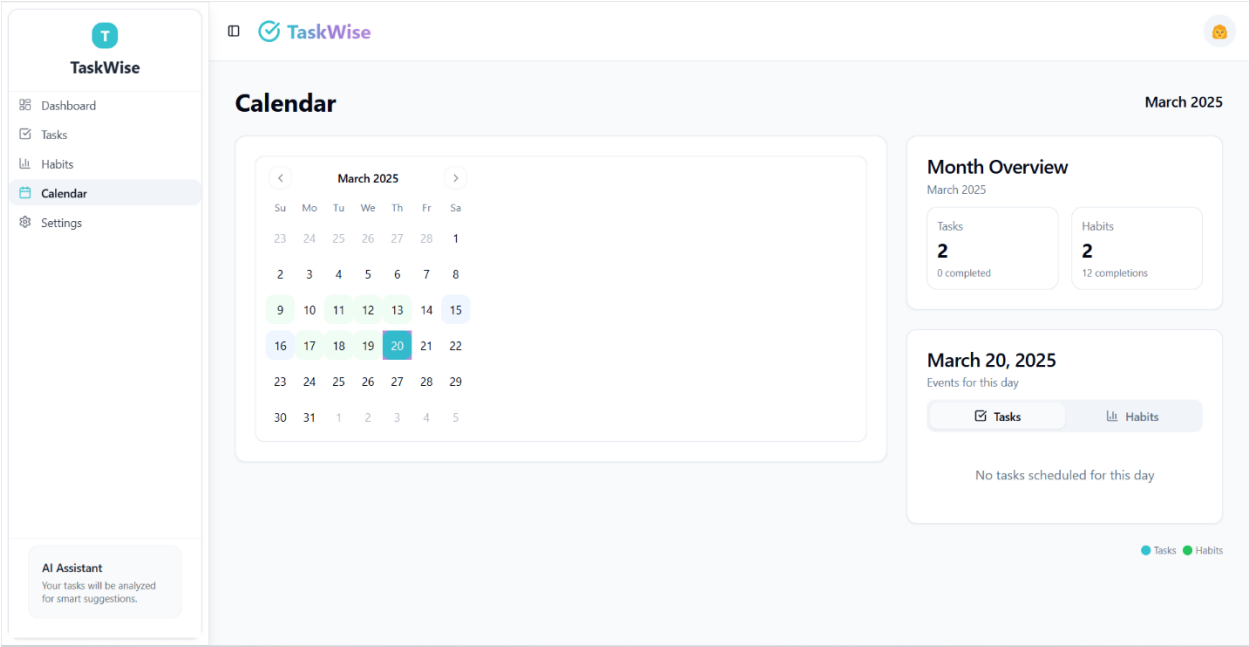 T
TaskWise
Dashboard
Tasks
Habits
Calendar
Settings
AI Assistant
Your tasks will be analyzed
for smart suggestions.
TaskWise
Calendar
March 2025
March 2025
Su Mo Tu We Th Fr Sa
23 24 25 26 27 28 1
2 3 4 5 6 7 8
9 10 11 12 13 14 15
16 17 18 19 20 21 22
23 24 25 26 27 28 29
30 31 1 2 3 4 5
Month Overview
March 2025
Tasks
2
0 completed
Habits
2
12 completions
March 20, 2025
Events for this day
Tasks Habits
No tasks scheduled for this day
Tasks Habits